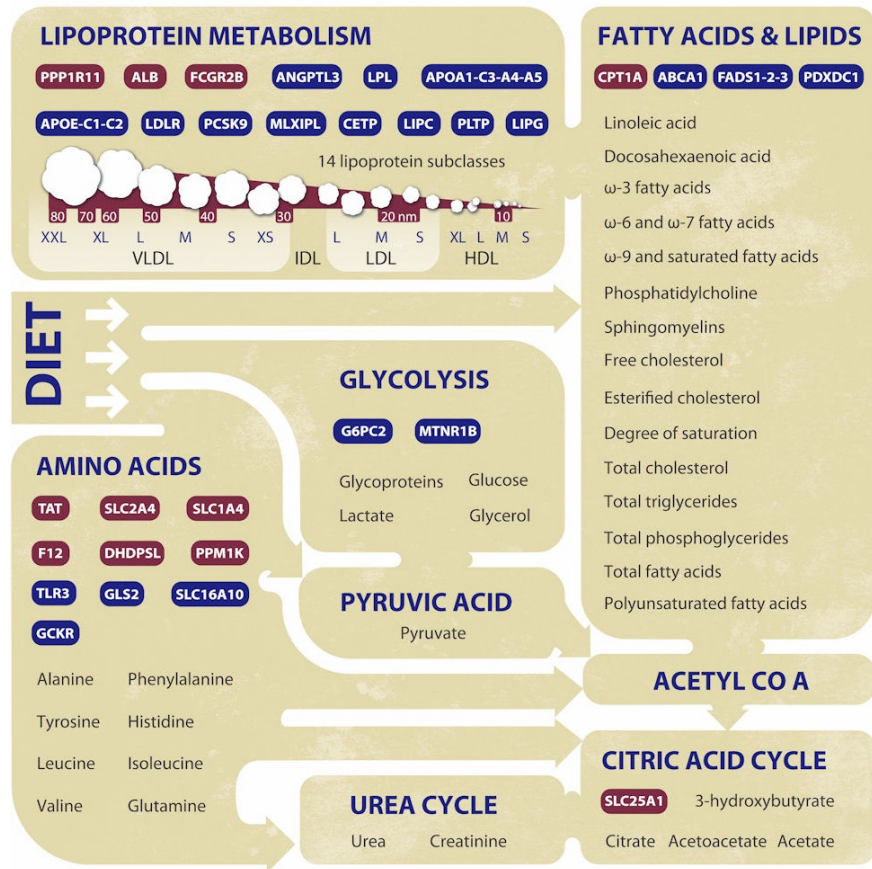 LIPOPROTEIN METABOLISM
PPP1R11 ALB FCGR2B ANGPTL3 LPL APOA1-C3-A4-A5
APOE-C1-C2 LDLR PCSK9 MLXIPL CETP LIPC PLTP LIPG
14 lipoprotein subclasses
80 70 60 50 40 30 20 nm 10
XXL XL L M S XS L M S XL L M S
VLDL IDL LDL HDL
FATTY ACIDS & LIPIDS
CPT1A ABCA1 FADS1-2-3 PDXDC1
Linoleic acid
Docosahexaenoic acid
ω-3 fatty acids
ω-6 and ω-7 fatty acids
ω-9 and saturated fatty acids
Phosphatidylcholine
Sphingomyelins
Free cholesterol
Esterified cholesterol
Degree of saturation
Total cholesterol
Total triglycerides
Total phosphoglycerides
Total fatty acids
Polyunsaturated fatty acids
DIET
GLYCOLYSIS
G6PC2 MTNR1B
Glycoproteins Glucose
Lactate Glycerol
AMINO ACIDS
TAT SLC2A4 SLC1A4
F12 DHDPSL PPM1K
TLR3 GLS2 SLC16A10
GCKR
Alanine Phenylalanine
Tyrosine Histidine
Leucine Isoleucine
Valine Glutamine
PYRUVIC ACID
Pyruvate
ACETYL CO A
UREA CYCLE
Urea Creatinine
CITRIC ACID CYCLE
SLC25A1 3-hydroxybutyrate
Citrate Acetoacetate Acetate